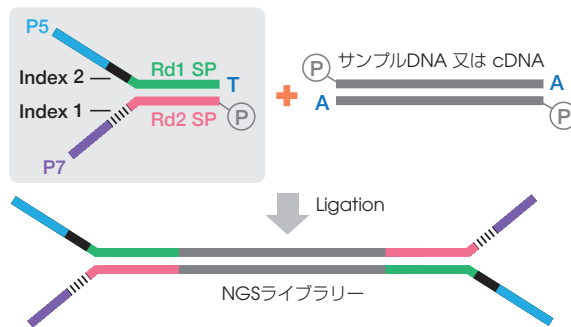 P5
Index 2
Rd1 SP
T
Index 1
Rd2 SP
P
P7
P
サンプルDNA 又は cDNA
A
A
P
Ligation
NGSライブラリー